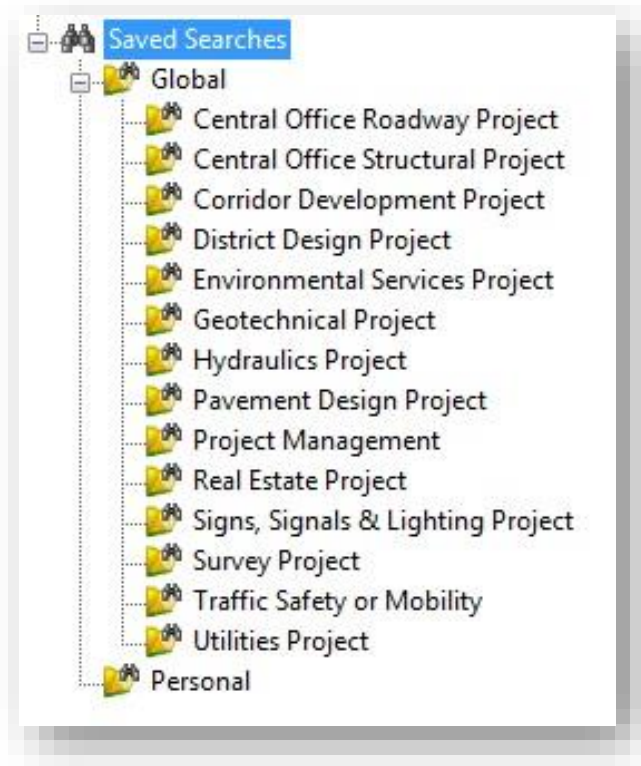 Saved Searches
Global
Central Office Roadway Project
Central Office Structural Project
Corridor Development Project
District Design Project
Environmental Services Project
Geotechnical Project
Hydraulics Project
Pavement Design Project
Project Management
Real Estate Project
Signs, Signals & Lighting Project
Survey Project
Traffic Safety or Mobility
Utilities Project
Personal